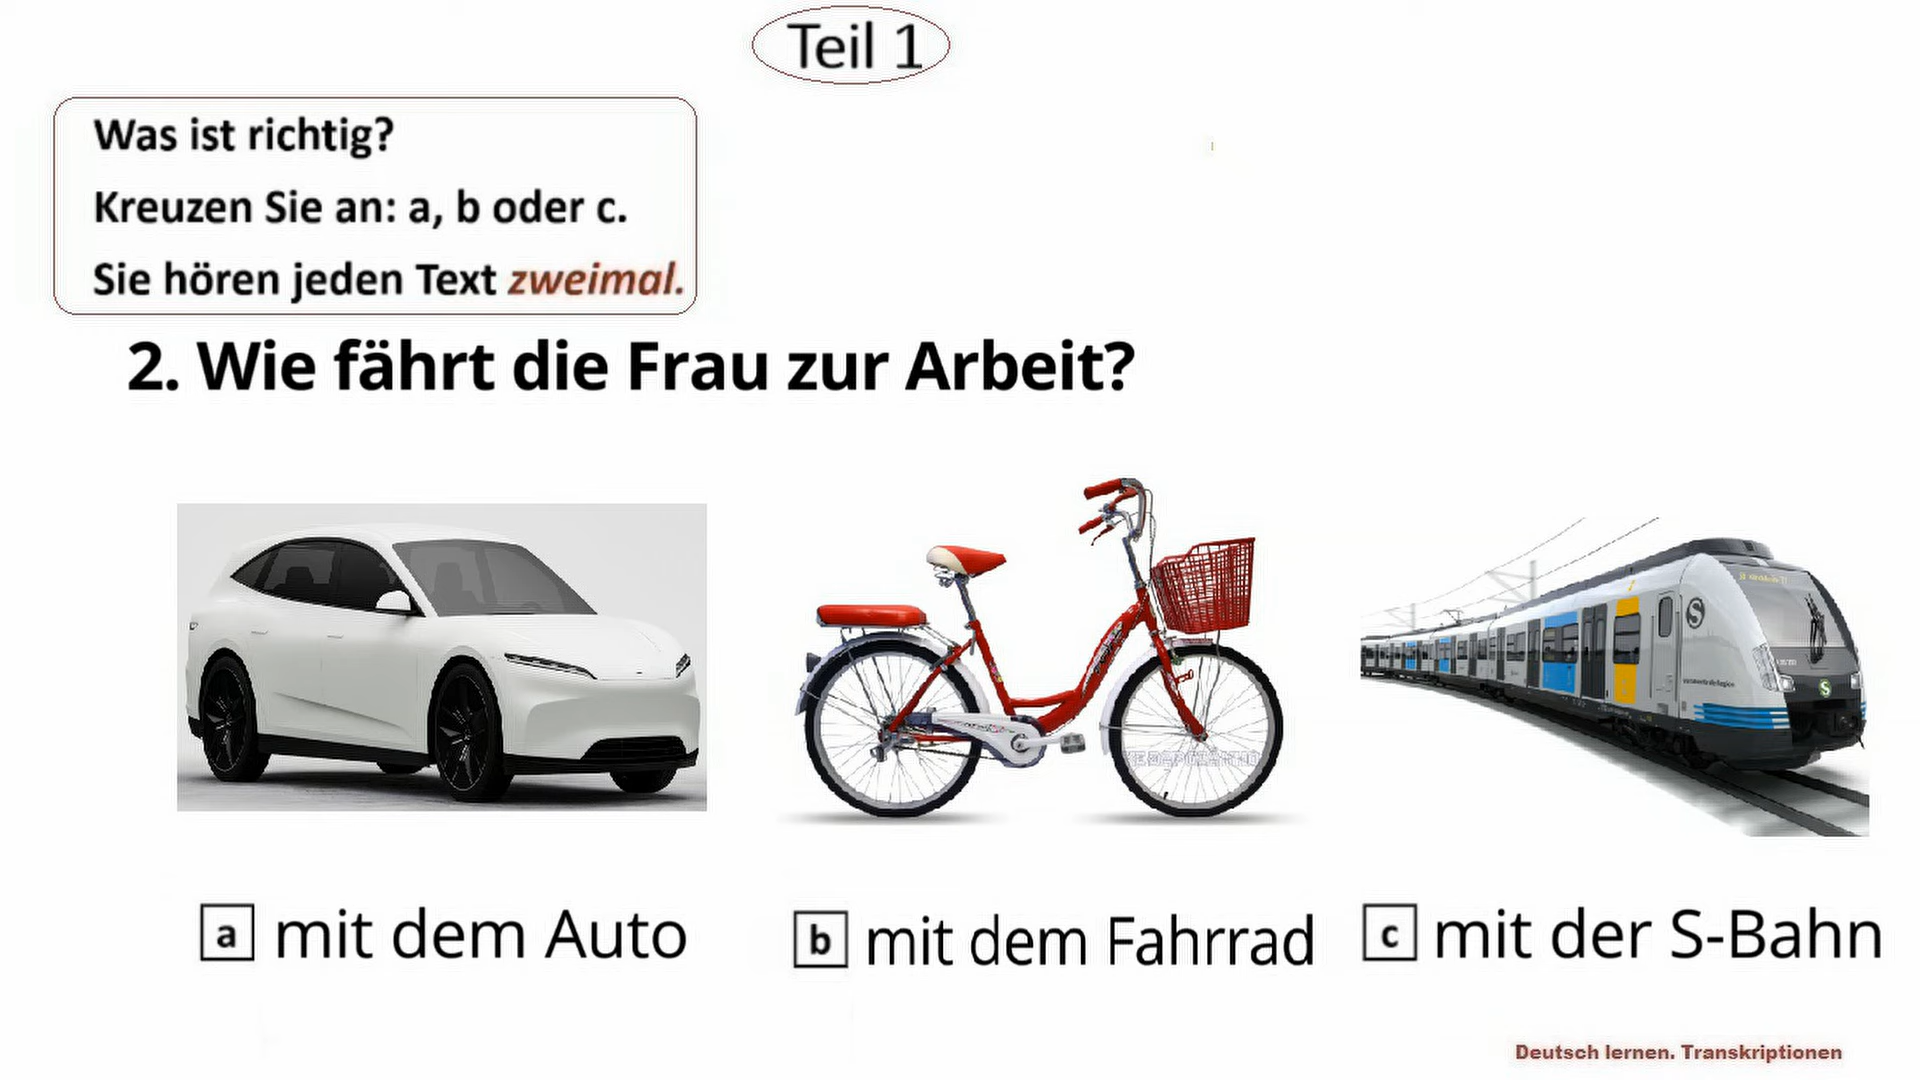 Teil 1
Was ist richtig?
Kreuzen Sie an: a, b oder c.
Sie hören jeden Text zweimal.
2. Wie fährt die Frau zur Arbeit?
S
S
a mit dem Auto
b mit dem Fahrrad
c mit der S-Bahn
Deutsch lernen. Transkriptionen